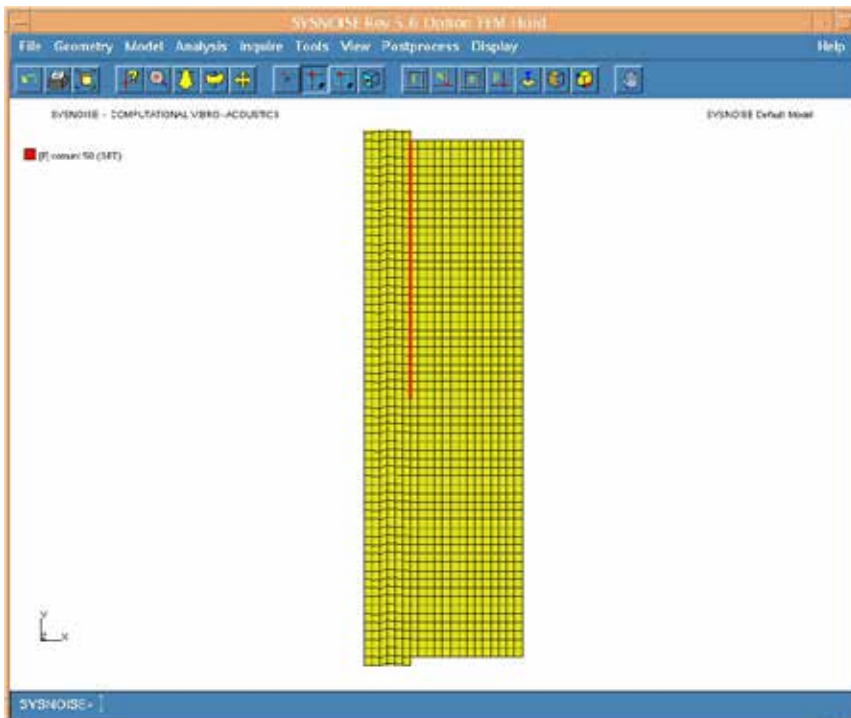 SYSNOISE Rev 5.6 Option FEM Fluid
File Geometry Model Analysis Inquire Tools View Postprocess Display Help
SYSNOISE - COMPUTATIONAL VIBRO-ACOUSTICS
SYSNOISE Default Model
Y
Z X
SYSNOISE>